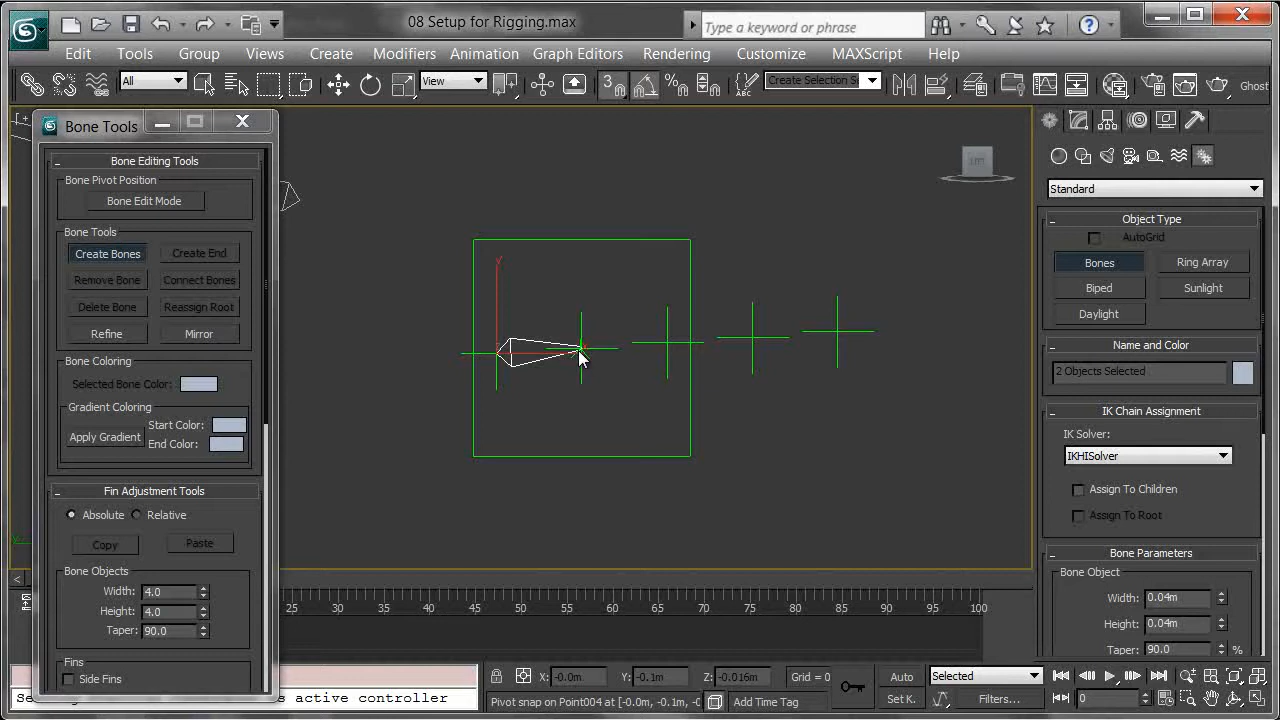 08 Setup for Rigging.max
Type a keyword or phrase
Edit Tools Group Views Create Modifiers Animation Graph Editors Rendering Customize MAXScript Help
All
View
3
Create Selection Se
Ghost
Bone Tools
Bone Editing Tools
Bone Pivot Position
Bone Edit Mode
Bone Tools
Create Bones Create End
Remove Bone Connect Bones
Delete Bone Reassign Root
Refine Mirror
Bone Coloring
Selected Bone Color:
Gradient Coloring
Apply Gradient Start Color:
End Color:
Fin Adjustment Tools
Absolute Relative
Copy Paste
Bone Objects
Width: 4.0
Height: 4.0
Taper: 90.0
Fins
Side Fins
y
Standard
Object Type
AutoGrid
Bones Ring Array
Biped Sunlight
Daylight
Name and Color
2 Objects Selected
IK Chain Assignment
IK Solver:
IKHISolver
Assign To Children
Assign To Root
Bone Parameters
Bone Object
Width: 0.04m
Height: 0.04m
Taper: 90.0 %
25 30 35 40 45 50 55 60 65 70 75 80 85 90 95 100
X: -0.0m Y: -0.1m Z: -0.016m Grid = 0
Auto Selected
s active controller
Pivot snap on Point004 at [-0.0m, -0.1m, -0
Add Time Tag
Set K. Filters... 0